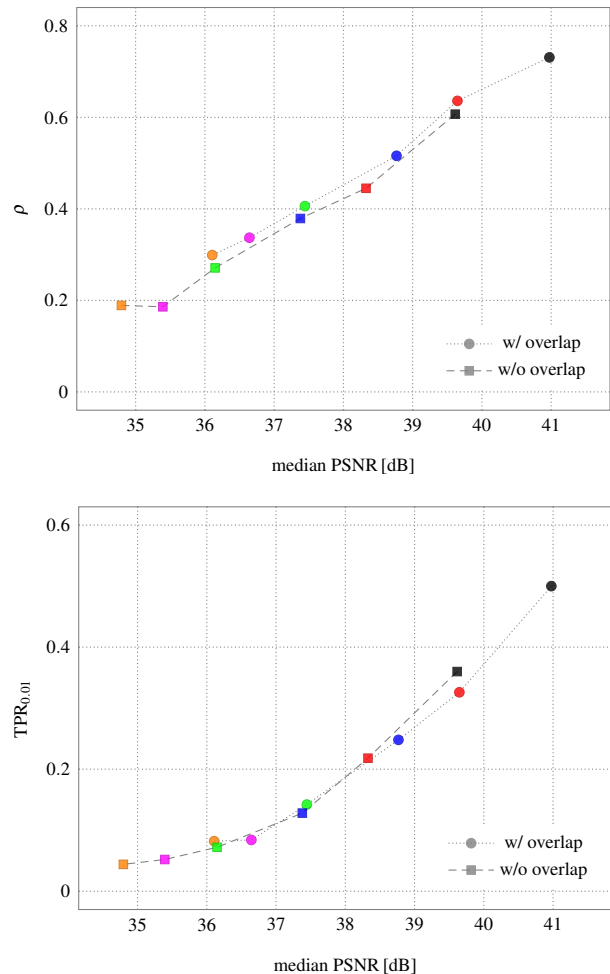 0.8
0.6
0.4
0.2
0
ρ
w/ overlap
w/o overlap
35 36 37 38 39 40 41
median PSNR [dB]
0.6
0.4
0.2
0
TPR0.01
w/ overlap
w/o overlap
35 36 37 38 39 40 41
median PSNR [dB]